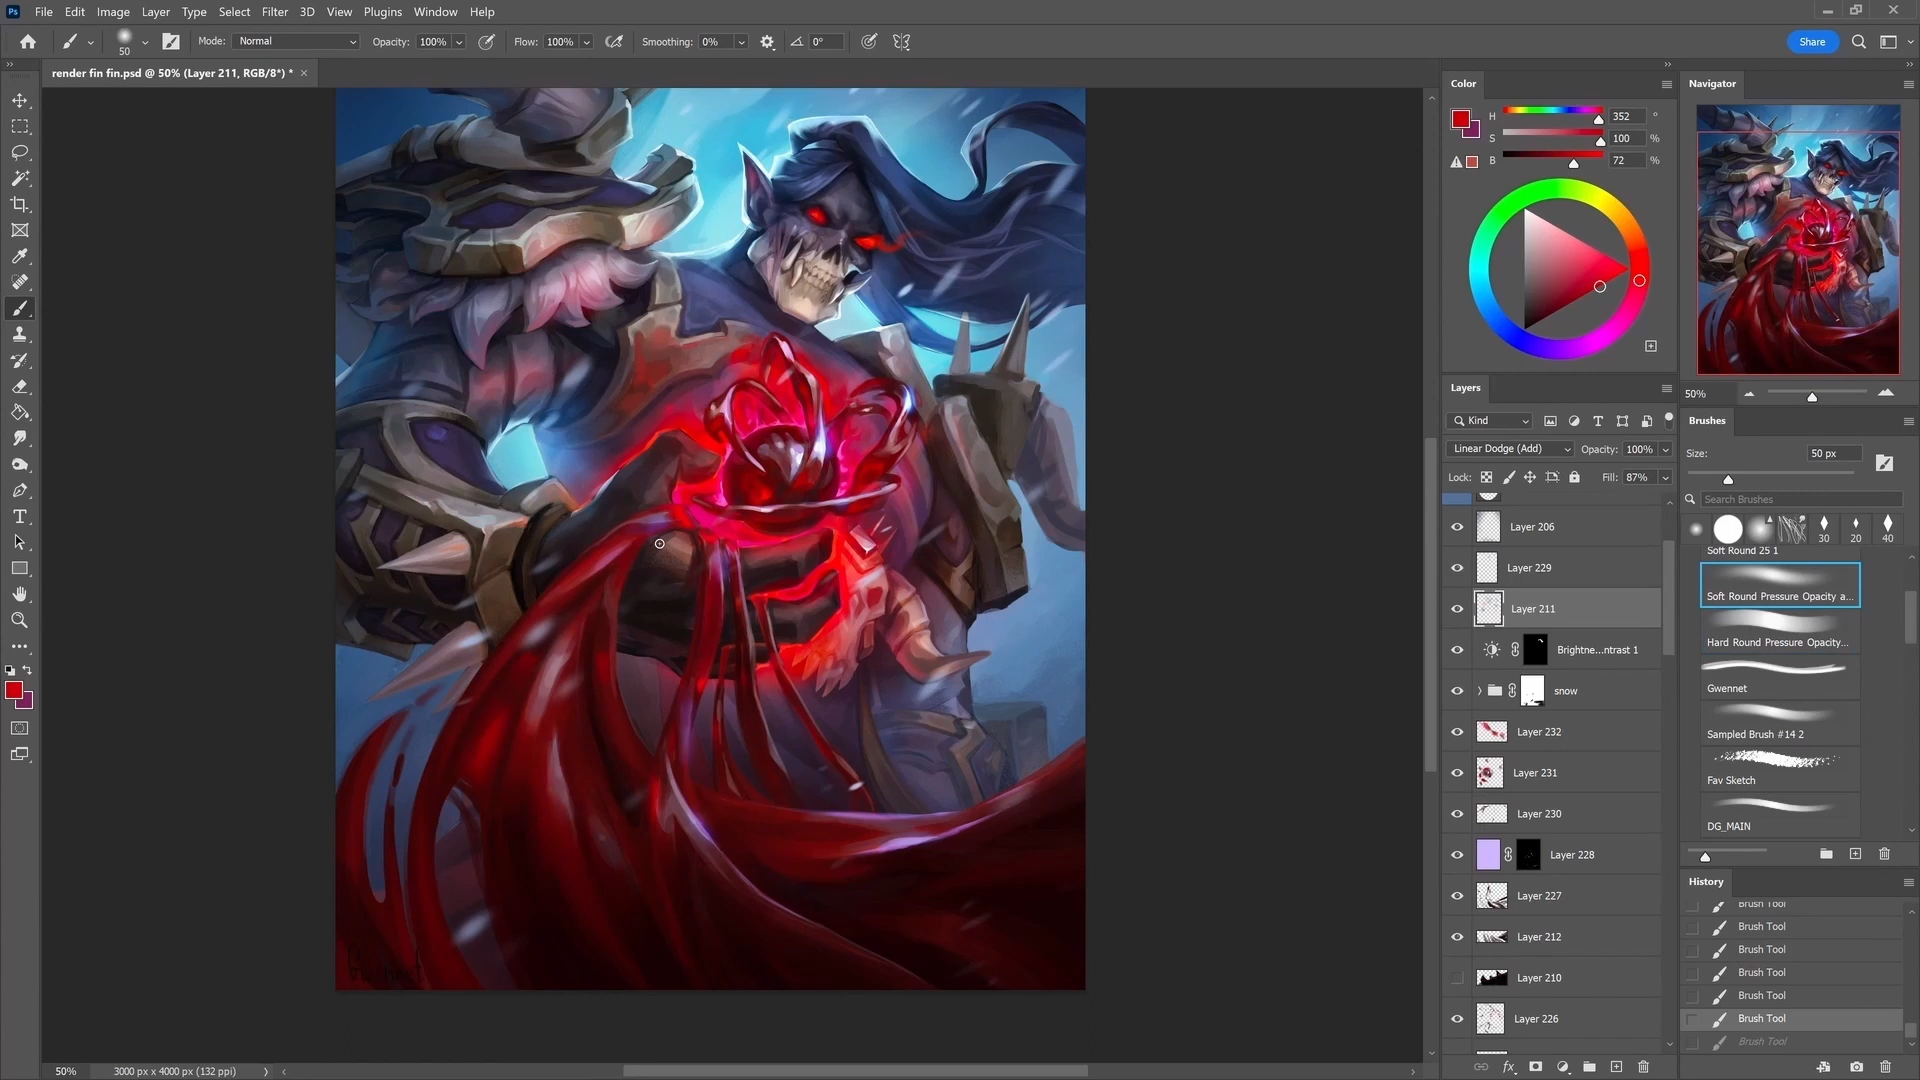 Ps File Edit Image Layer Type Select Filter 3D View Plugins Window Help
50 Mode: Normal Opacity: 100% Flow: 100% Smoothing: 0% 0° Share
render fin fin.psd @ 50% (Layer 211, RGB/8*) *
Color
H 352 °
S 100 %
B 72 %
Navigator
50%
Layers
Kind
Linear Dodge (Add) Opacity: 100%
Lock: Fill: 87%
Layer 206
Layer 229
Layer 211
Brightne...ntrast 1
snow
Layer 232
Layer 231
Layer 230
Layer 228
Layer 227
Layer 212
Layer 210
Layer 226
fx
Brushes
Size: 50 px
Search Brushes
30 20 40
Soft Round 25 1
Soft Round Pressure Opacity a...
Hard Round Pressure Opacity...
Gwennet
Sampled Brush #14 2
Fav Sketch
DG_MAIN
History
Brush Tool
Brush Tool
Brush Tool
Brush Tool
Brush Tool
Brush Tool
Brush Tool
50% 3000 px x 4000 px (132 ppi)